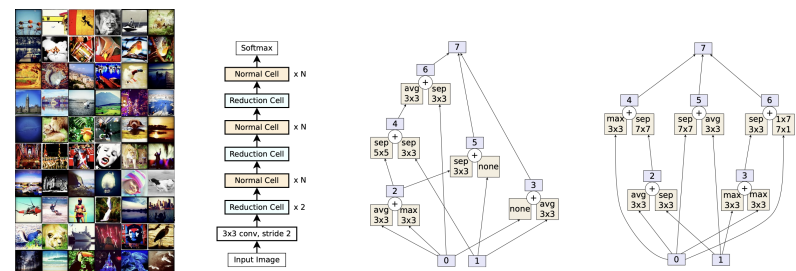 Softmax
Normal Cell x N
Reduction Cell
Normal Cell x N
Reduction Cell
Normal Cell x N
Reduction Cell x 2
3x3 conv, stride 2
Input Image
7
6
+
avg 3x3
sep 3x3
4
+
sep 5x5
sep 3x3
5
+
sep 3x3
none
2
+
avg 3x3
max 3x3
3
+
none
avg 3x3
0
1
7
4
+
max 3x3
sep 7x7
5
+
sep 7x7
avg 3x3
6
+
sep 3x3
1x7 7x1
2
+
avg 3x3
sep 3x3
3
+
max 3x3
max 3x3
0
1